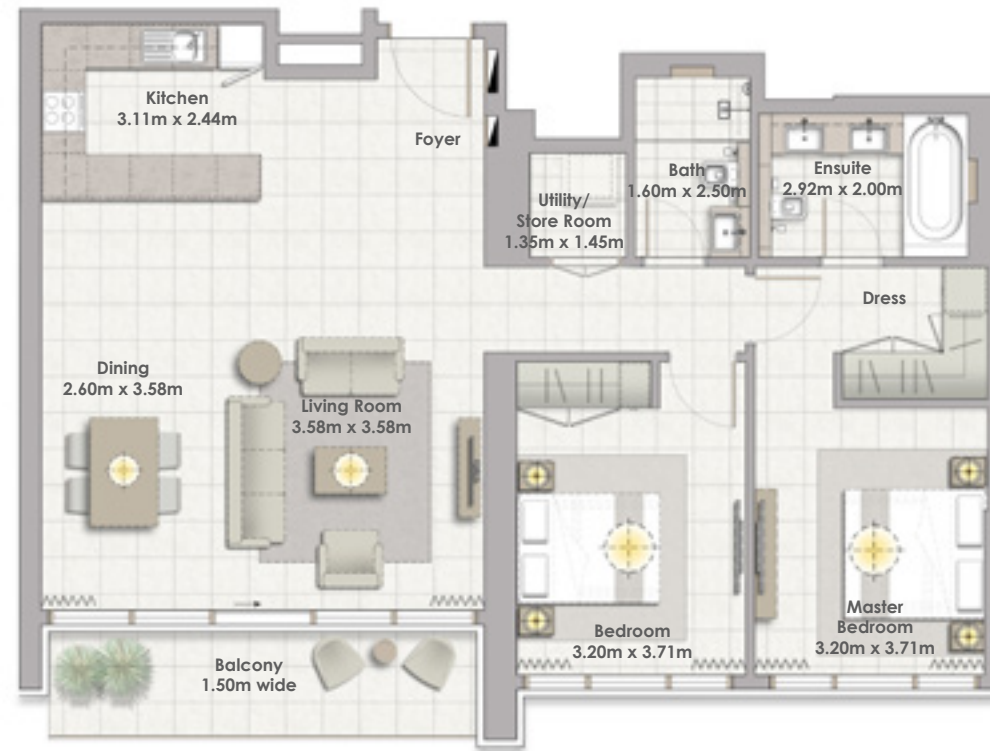 Kitchen
3.11m x 2.44m
Foyer
Bath
1.60m x 2.50m
Ensuite
2.92m x 2.00m
Utility/
Store Room
1.35m x 1.45m
Dress
Dining
2.60m x 3.58m
Living Room
3.58m x 3.58m
Bedroom
3.20m x 3.71m
Master
Bedroom
3.20m x 3.71m
Balcony
1.50m wide